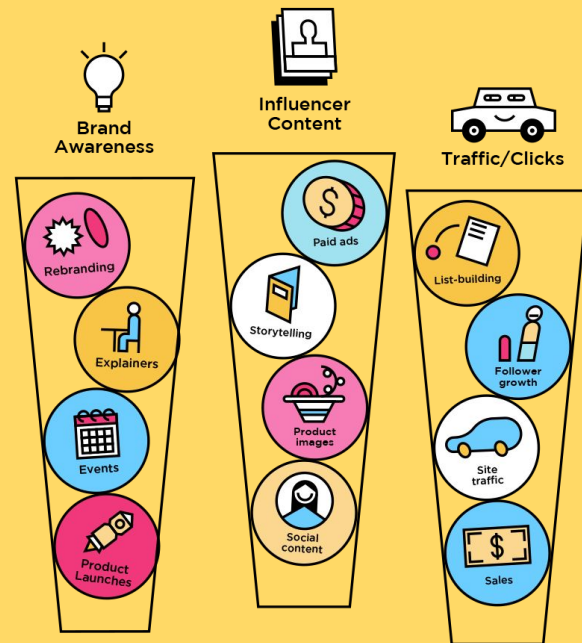 Brand
Awareness
Rebranding
Explainers
Events
Product
Launches
Influencer
Content
$
Paid ads
Storytelling
Product
images
Social
content
Traffic/Clicks
List-building
Follower
growth
Site
traffic
$
Sales